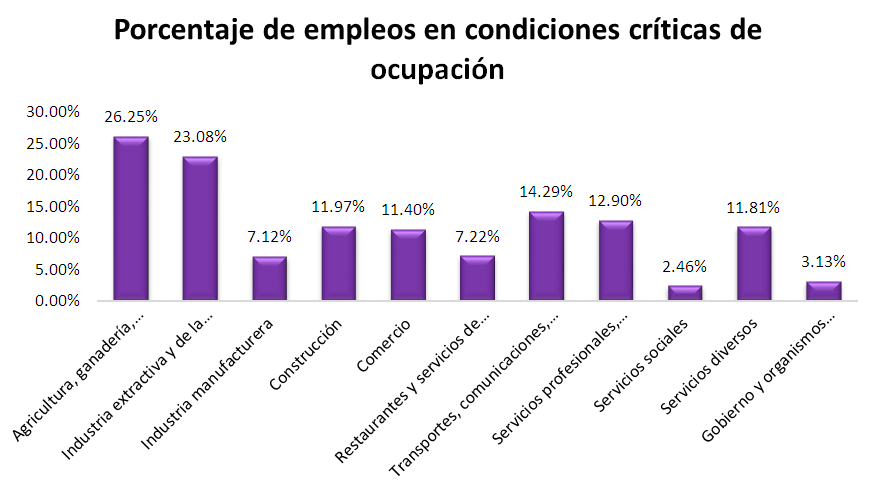 Porcentaje de empleos en condiciones críticas de
ocupación
30.00%
25.00%
20.00%
15.00%
10.00%
5.00%
0.00%
26.25%
23.08%
7.12%
11.97%
11.40%
7.22%
14.29%
12.90%
2.46%
11.81%
3.13%
Agricultura, ganadería,...
Industria extractiva y de la...
Industria manufacturera
Construcción
Comercio
Restaurantes y servicios de...
Transportes, comunicaciones,...
Servicios profesionales,...
Servicios sociales
Servicios diversos
Gobierno y organismos...